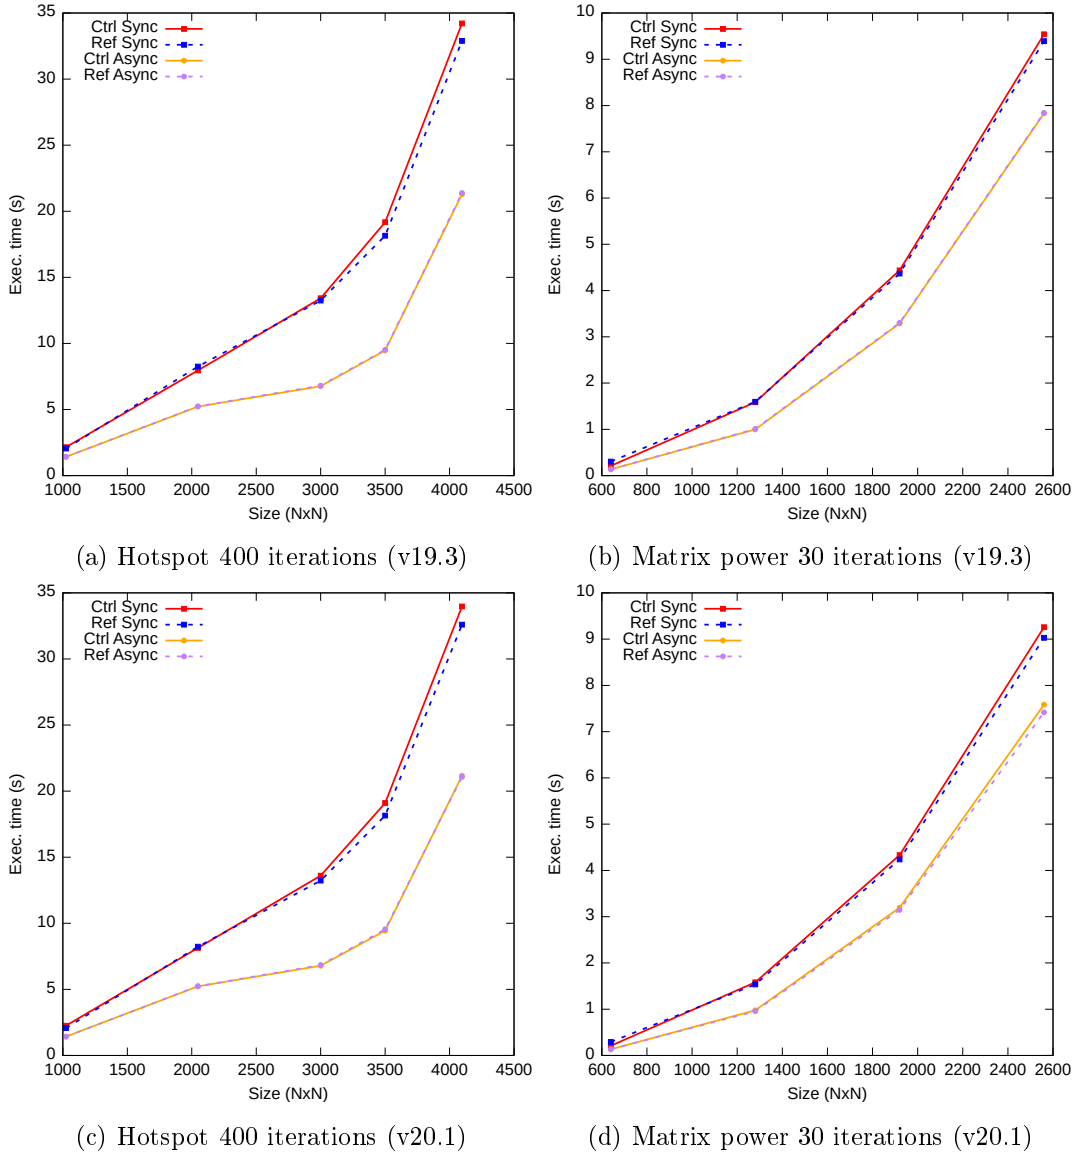 35
30
25
20
15
10
5
0
Exec. time (s)
Ctrl Sync
Ref Sync
Ctrl Async
Ref Async
1000 1500 2000 2500 3000 3500 4000 4500
Size (NxN)
(a) Hotspot 400 iterations (v19.3)
10
9
8
7
6
5
4
3
2
1
0
Exec. time (s)
Ctrl Sync
Ref Sync
Ctrl Async
Ref Async
600 800 1000 1200 1400 1600 1800 2000 2200 2400 2600
Size (NxN)
(b) Matrix power 30 iterations (v19.3)
35
30
25
20
15
10
5
0
Exec. time (s)
Ctrl Sync
Ref Sync
Ctrl Async
Ref Async
1000 1500 2000 2500 3000 3500 4000 4500
Size (NxN)
(c) Hotspot 400 iterations (v20.1)
10
9
8
7
6
5
4
3
2
1
0
Exec. time (s)
Ctrl Sync
Ref Sync
Ctrl Async
Ref Async
600 800 1000 1200 1400 1600 1800 2000 2200 2400 2600
Size (NxN)
(d) Matrix power 30 iterations (v20.1)